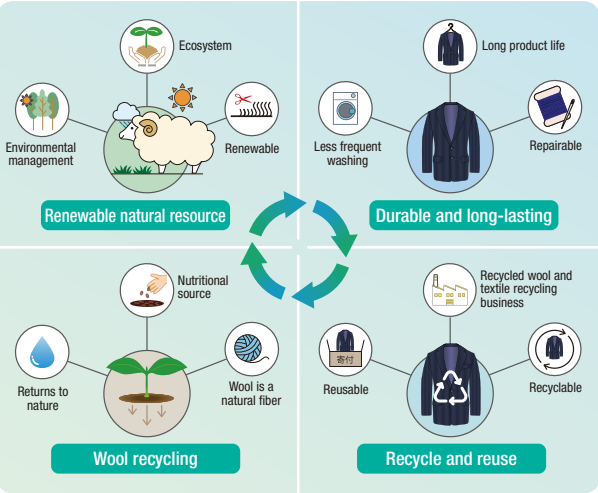 Ecosystem
Environmental
management
Renewable
Renewable natural resource
Long product life
Less frequent
washing
Repairable
Durable and long-lasting
Nutritional
source
Returns to
nature
Wool is a
natural fiber
Wool recycling
Recycled wool and
textile recycling
business
寄付
Reusable
Recyclable
Recycle and reuse